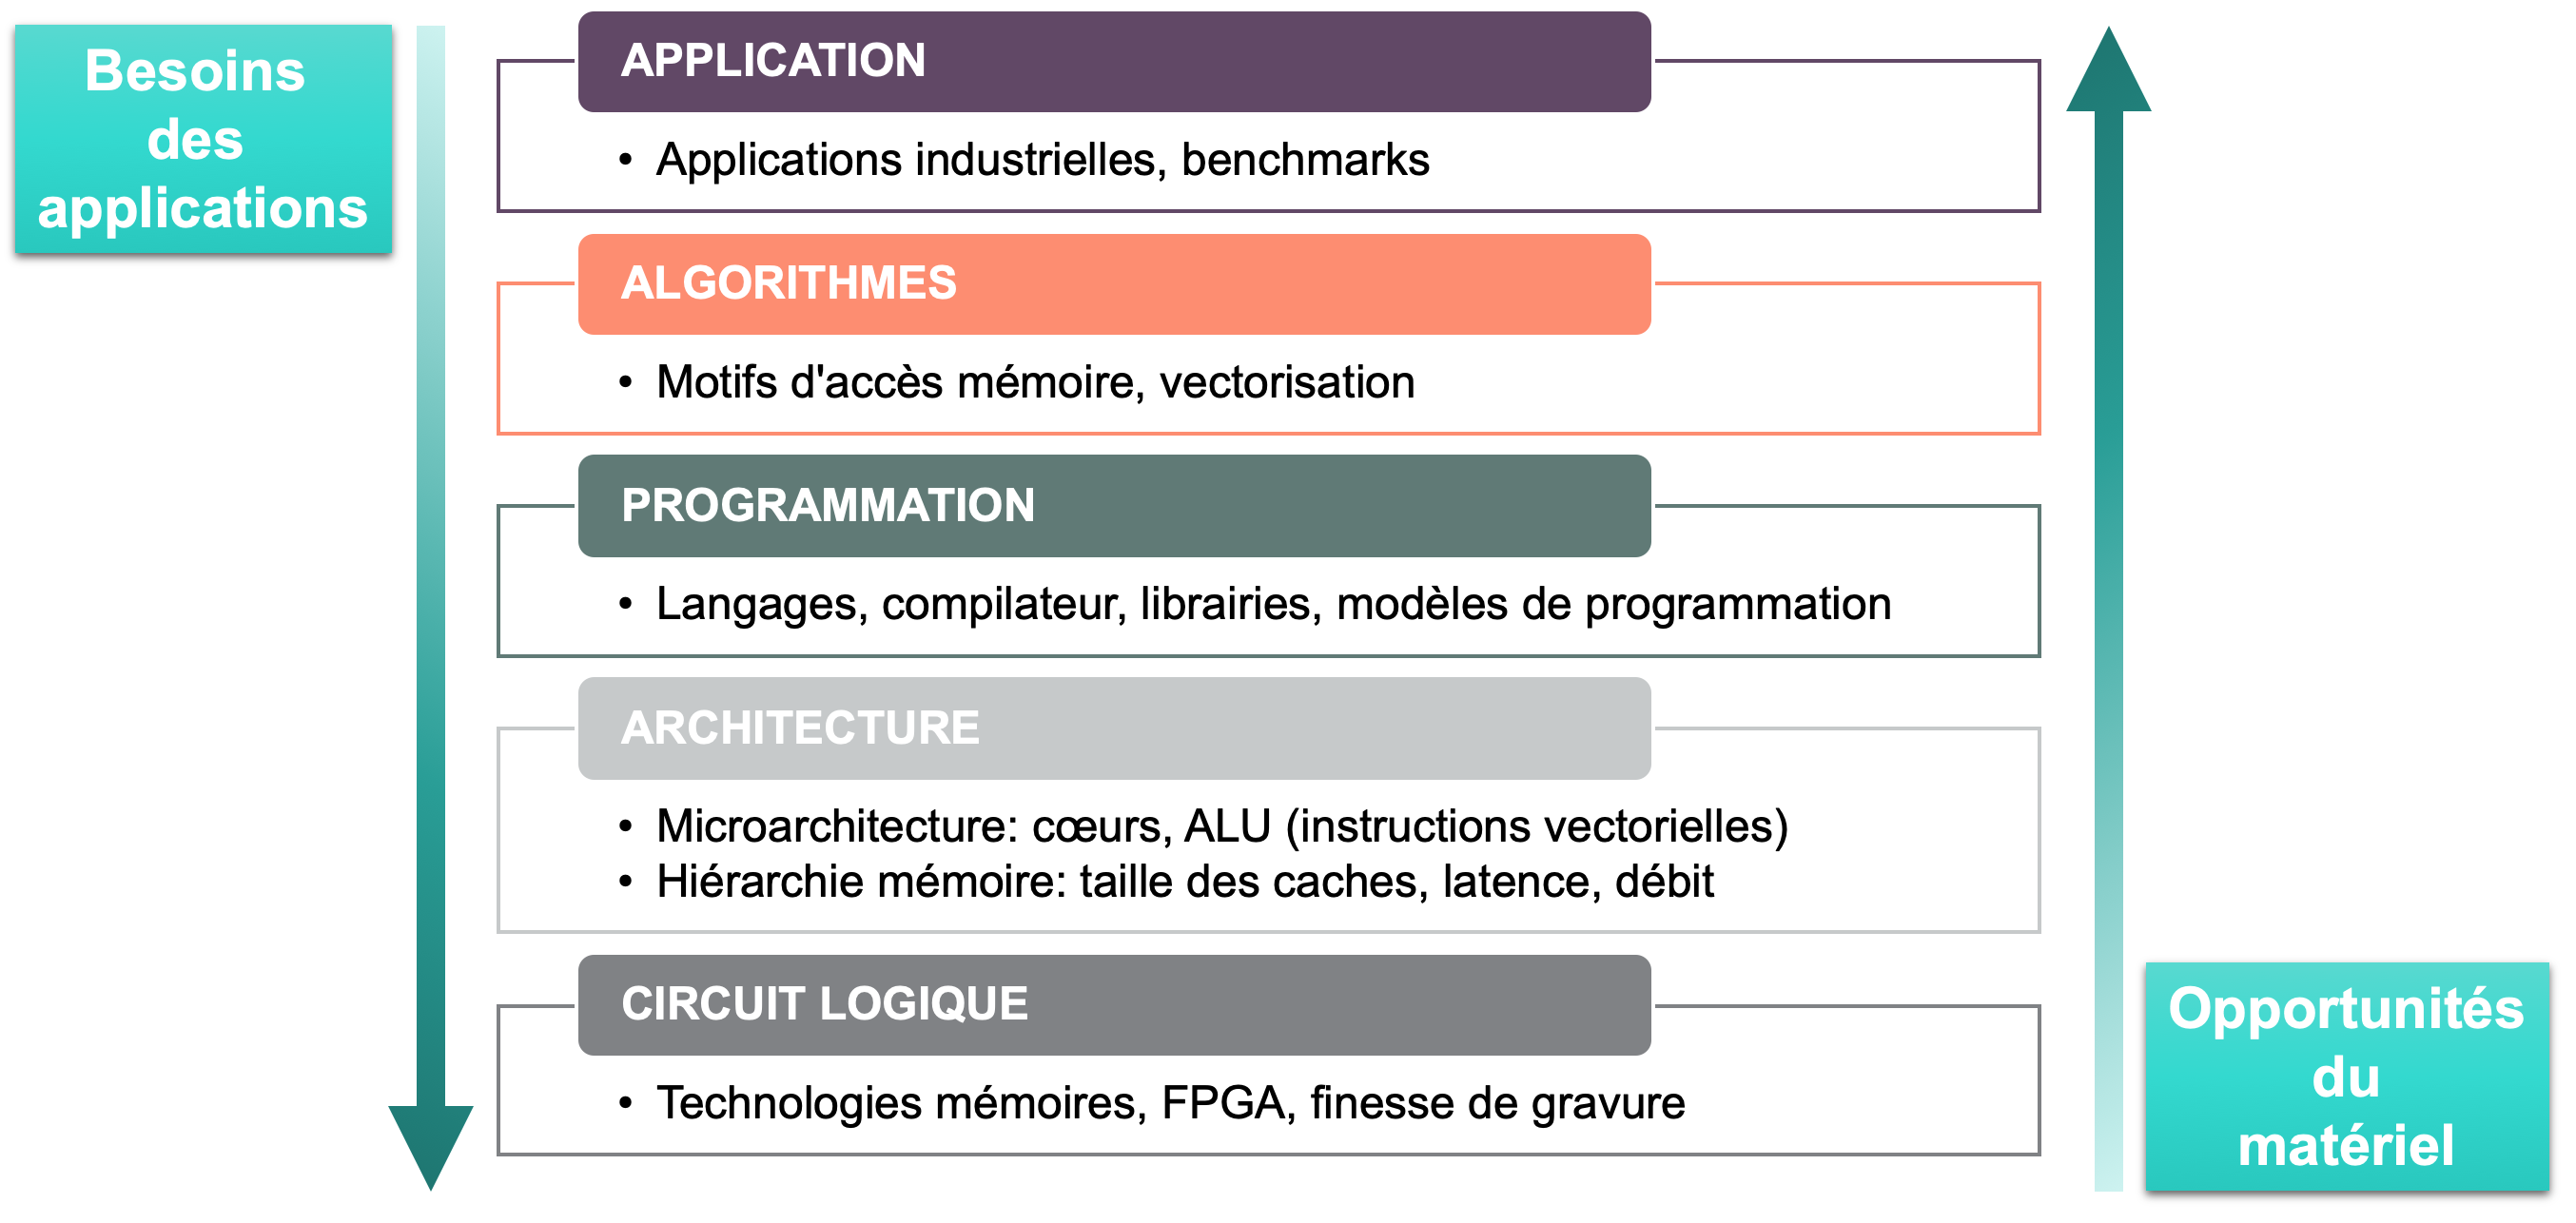 Besoins
des
applications
APPLICATION
• Applications industrielles, benchmarks
ALGORITHMES
• Motifs d'accès mémoire, vectorisation
PROGRAMMATION
• Langages, compilateur, librairies, modèles de programmation
ARCHITECTURE
• Microarchitecture: cœurs, ALU (instructions vectorielles)
• Hiérarchie mémoire: taille des caches, latence, débit
CIRCUIT LOGIQUE
• Technologies mémoires, FPGA, finesse de gravure
Opportunités
du
matériel